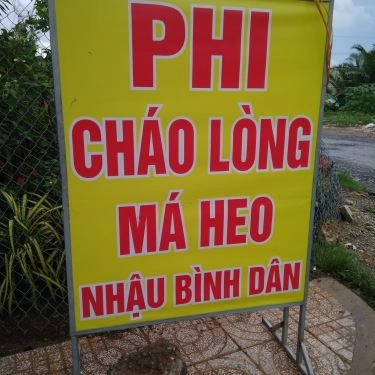 PHI
CHÁO LÒNG
MÁ HEO
NHẬU BÌNH DÂN